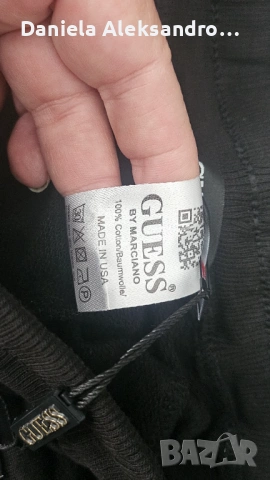 Daniela Aleksandro...
GUESS®
BY MARCIANO
100% Cotton/Baumwolle/
MADE IN USA
GUESS
BAZAR